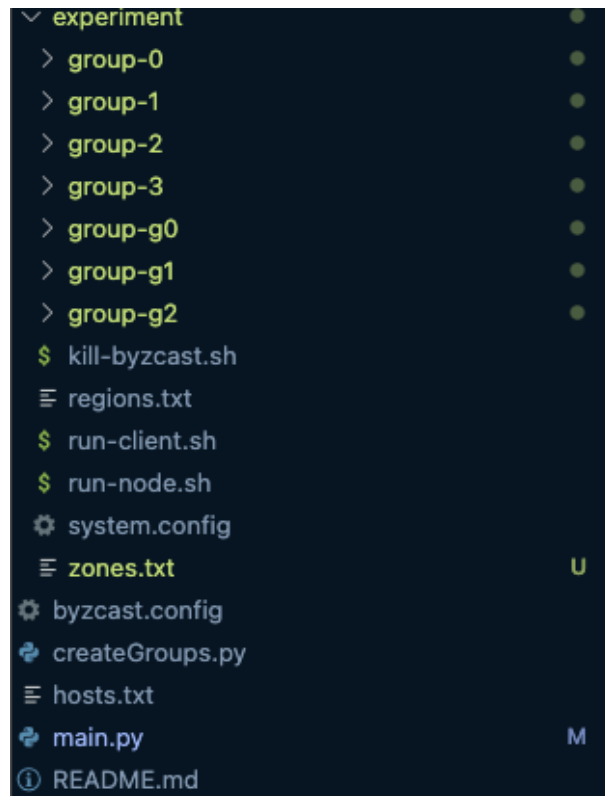 experiment
group-0
group-1
group-2
group-3
group-g0
group-g1
group-g2
$ kill-byzcast.sh
regions.txt
$ run-client.sh
$ run-node.sh
system.config
zones.txt U
byzcast.config
createGroups.py
hosts.txt
main.py M
README.md